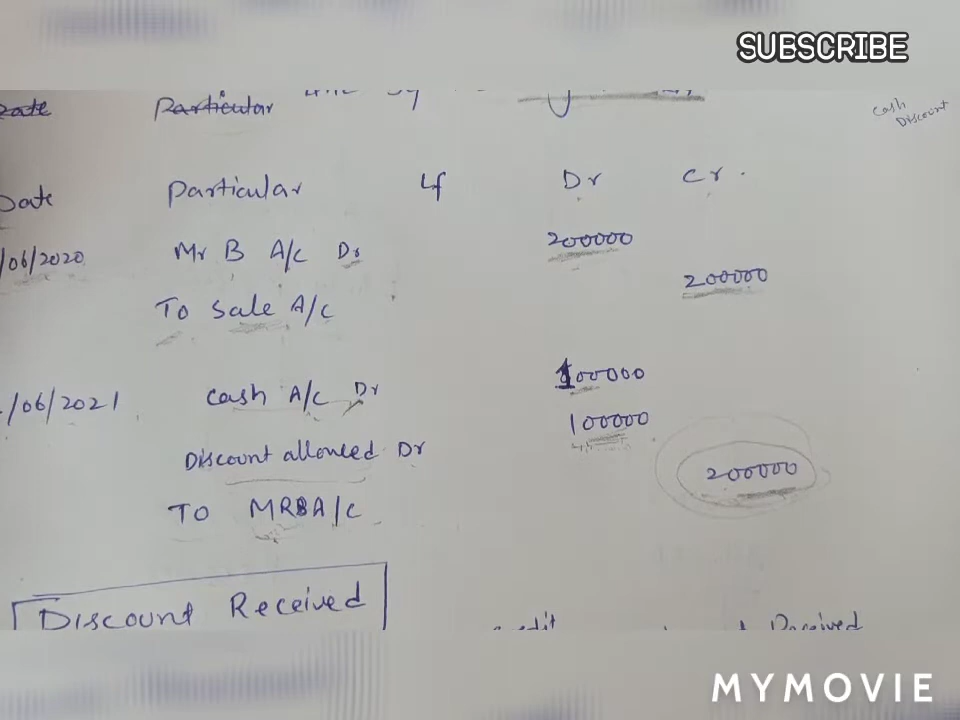 SUBSCRIBE
Date Particular
cash
Discount
Date Particular Lf Dr Cr.
/06/2020 Mr B A/c Dr 200000
To Sale A/c 200000
/06/2021 cash A/c Dr 100000
Discount allowed Dr 100000
To MRB A/c 200000
Discount Received
Received
MYMOVIE